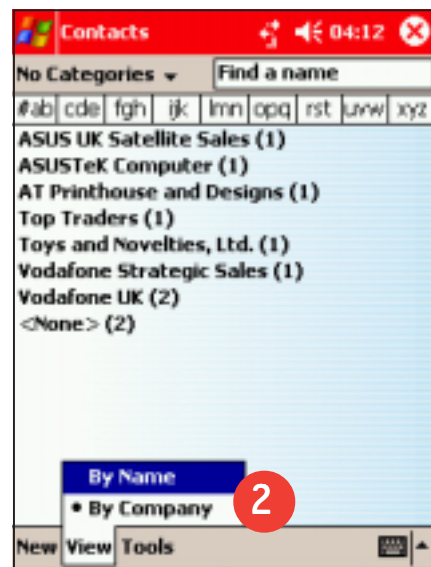 Contacts 04:12
No Categories Find a name
#ab cde fgh ijk lmn opq rst uvw xyz
ASUS UK Satellite Sales (1)
ASUSTeK Computer (1)
AT Printhouse and Designs (1)
Top Traders (1)
Toys and Novelties, Ltd. (1)
Vodafone Strategic Sales (1)
Vodafone UK (2)
<None> (2)
By Name
• By Company
2
New View Tools